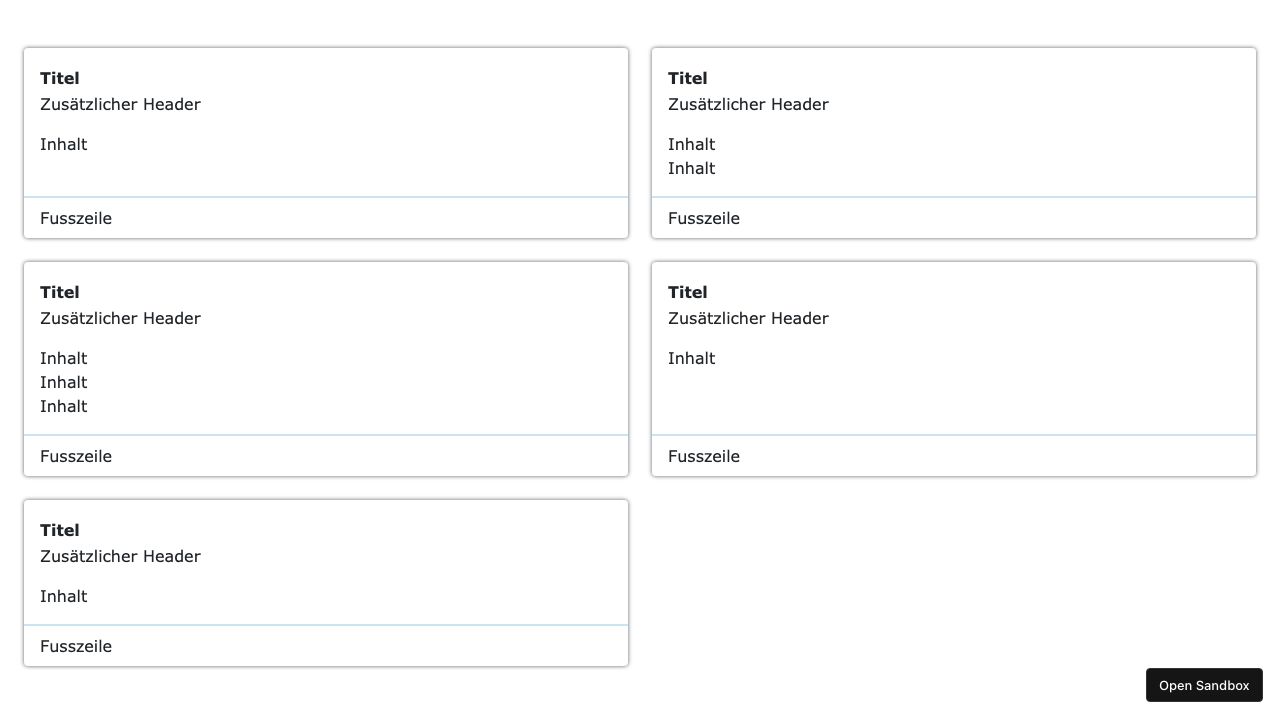 Titel
Zusätzlicher Header
Inhalt
Fusszeile
Titel
Zusätzlicher Header
Inhalt
Inhalt
Fusszeile
Titel
Zusätzlicher Header
Inhalt
Inhalt
Inhalt
Fusszeile
Titel
Zusätzlicher Header
Inhalt
Fusszeile
Titel
Zusätzlicher Header
Inhalt
Fusszeile
Open Sandbox